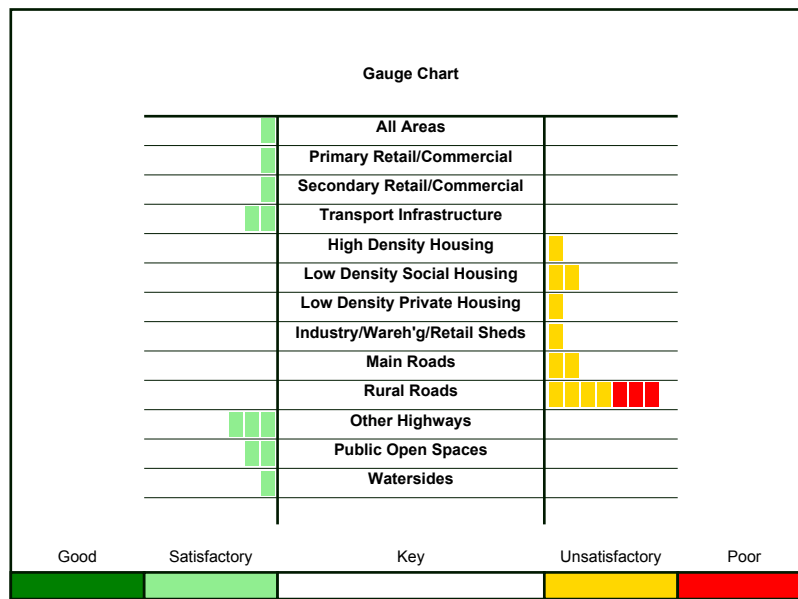 Gauge Chart
All Areas
Primary Retail/Commercial
Secondary Retail/Commercial
Transport Infrastructure
High Density Housing
Low Density Social Housing
Low Density Private Housing
Industry/Wareh'g/Retail Sheds
Main Roads
Rural Roads
Other Highways
Public Open Spaces
Watersides
Good Satisfactory Key Unsatisfactory Poor